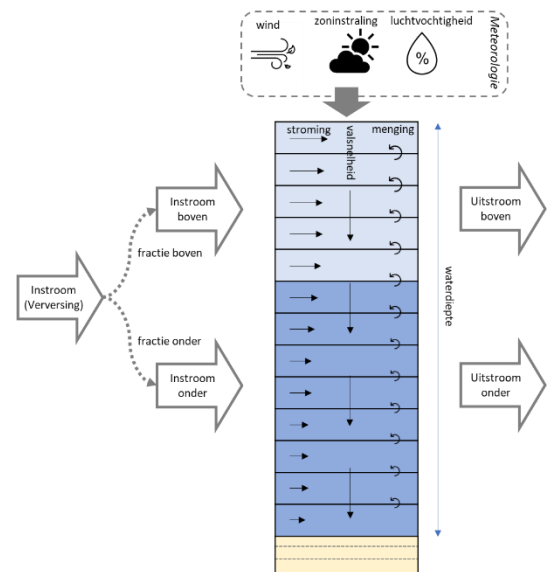 wind
zoninstraling
luchtvochtigheid
%
Meteorologie
stroming
valsnelheid
menging
Instroom
boven
Uitstroom
boven
fractie boven
waterdiepte
Instroom
(Verversing)
fractie onder
Instroom
onder
Uitstroom
onder